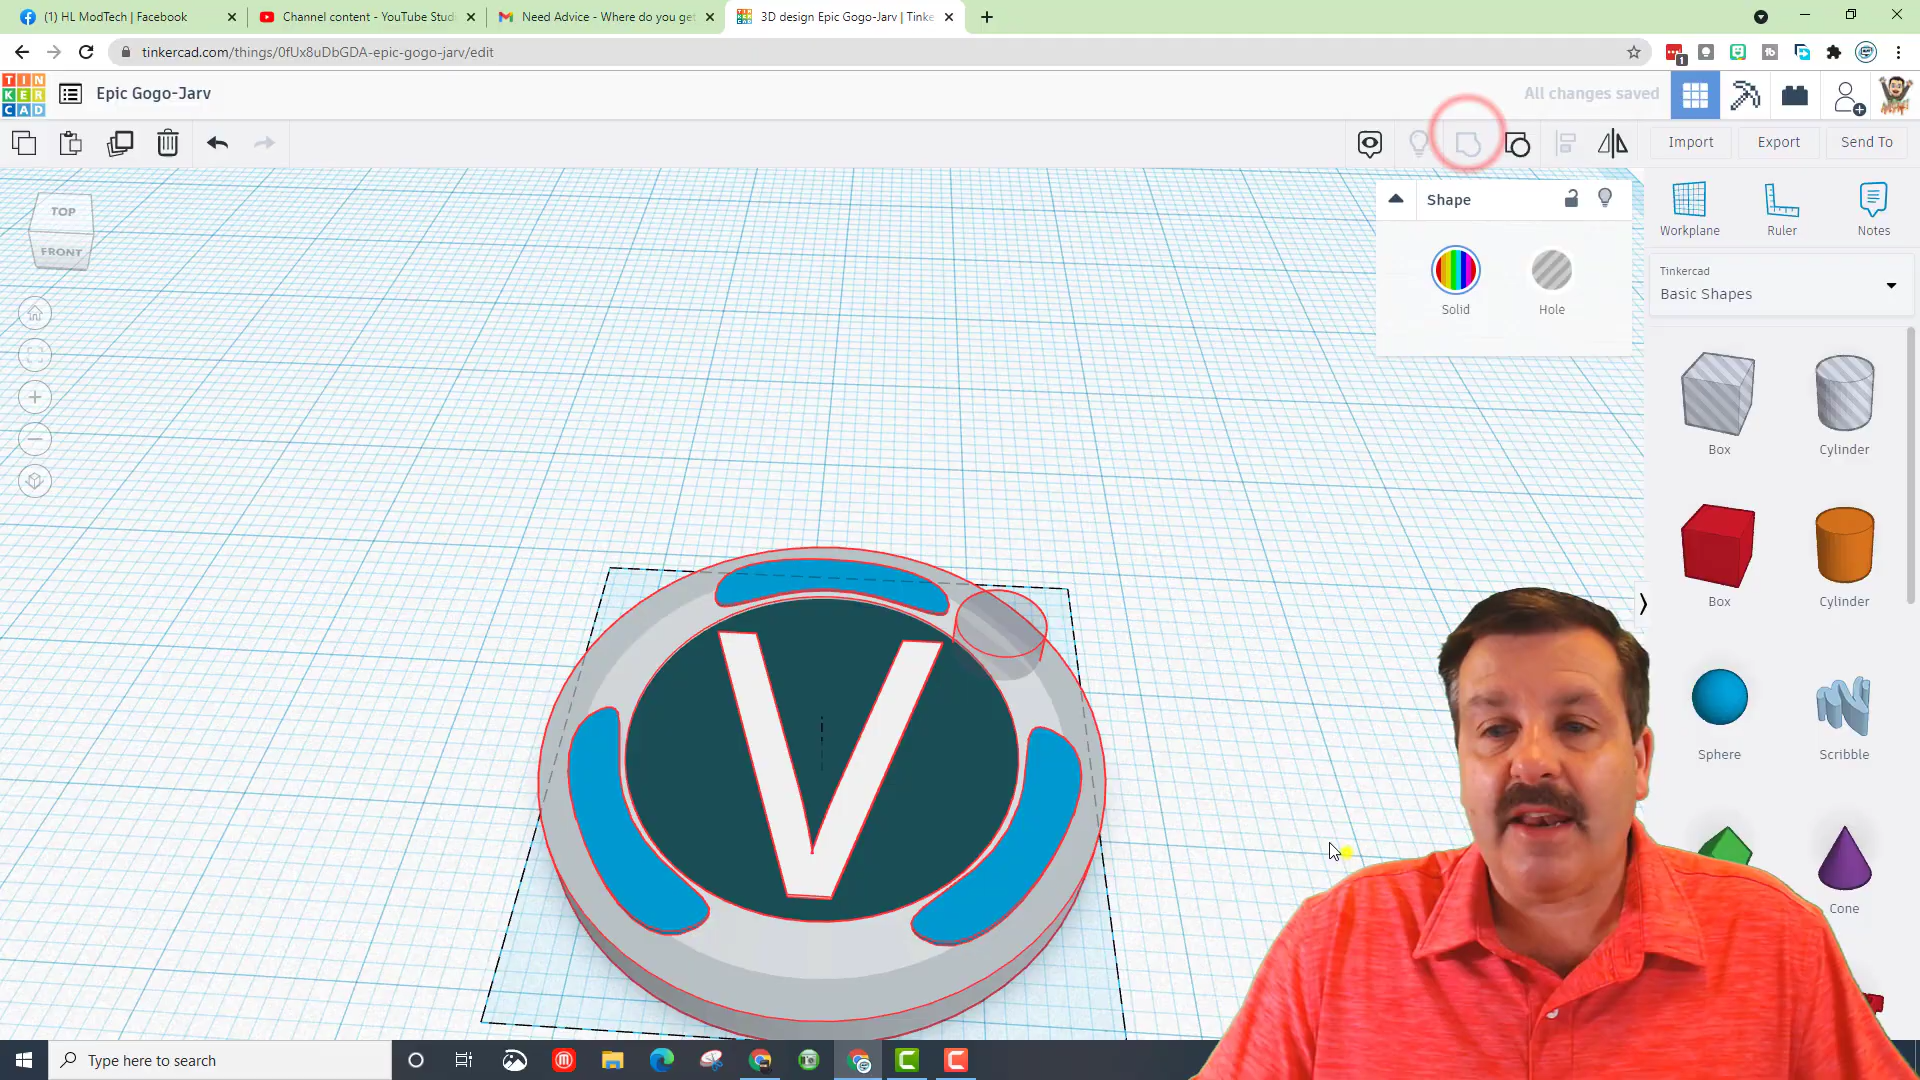 (1) HL ModTech | Facebook
Channel content - YouTube Stud
Need Advice - Where do you get
3D design Epic Gogo-Jarv | Tinke
tinkercad.com/things/0fUx8uDbGDA-epic-gogo-jarv/edit
TIN
KER
CAD
Epic Gogo-Jarv
All changes saved
Import
Export
Send To
TOP
FRONT
Shape
Solid
Hole
Workplane
Ruler
Notes
Tinkercad
Basic Shapes
Box
Cylinder
Box
Cylinder
Sphere
Scribble
Cone
V
Type here to search